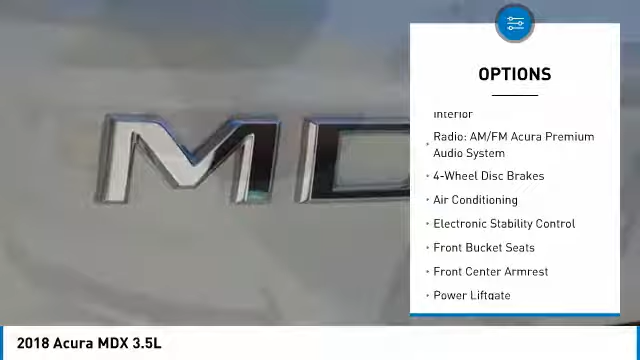 MD
OPTIONS
Interior
Radio: AM/FM Acura Premium
Audio System
4-Wheel Disc Brakes
Air Conditioning
Electronic Stability Control
Front Bucket Seats
Front Center Armrest
Power Liftgate
2018 Acura MDX 3.5L